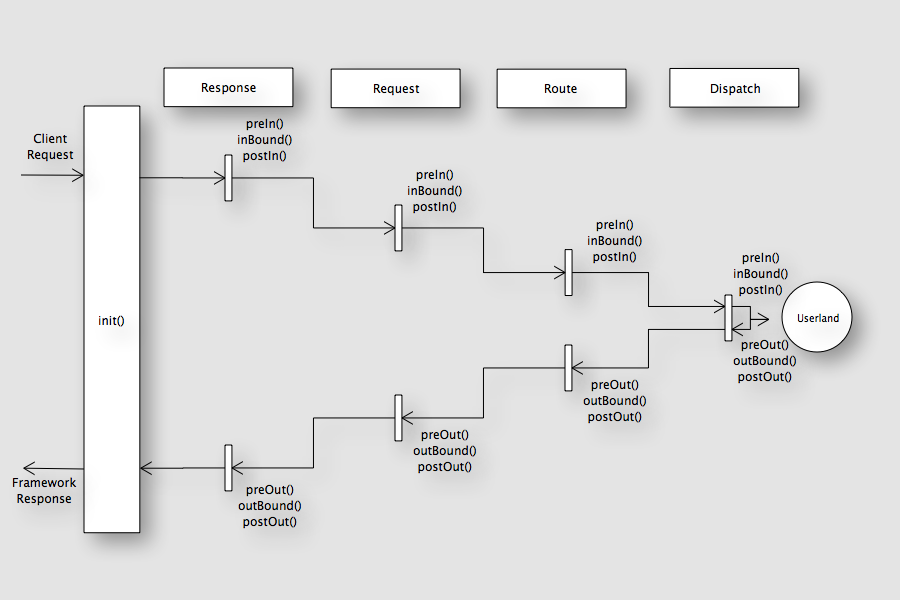 Response
Request
Route
Dispatch
Client
Request
preIn()
inBound()
postIn()
preIn()
inBound()
postIn()
preIn()
inBound()
postIn()
preIn()
inBound()
postIn()
init()
Userland
preOut()
outBound()
postOut()
preOut()
outBound()
postOut()
preOut()
outBound()
postOut()
preOut()
outBound()
postOut()
Framework
Response